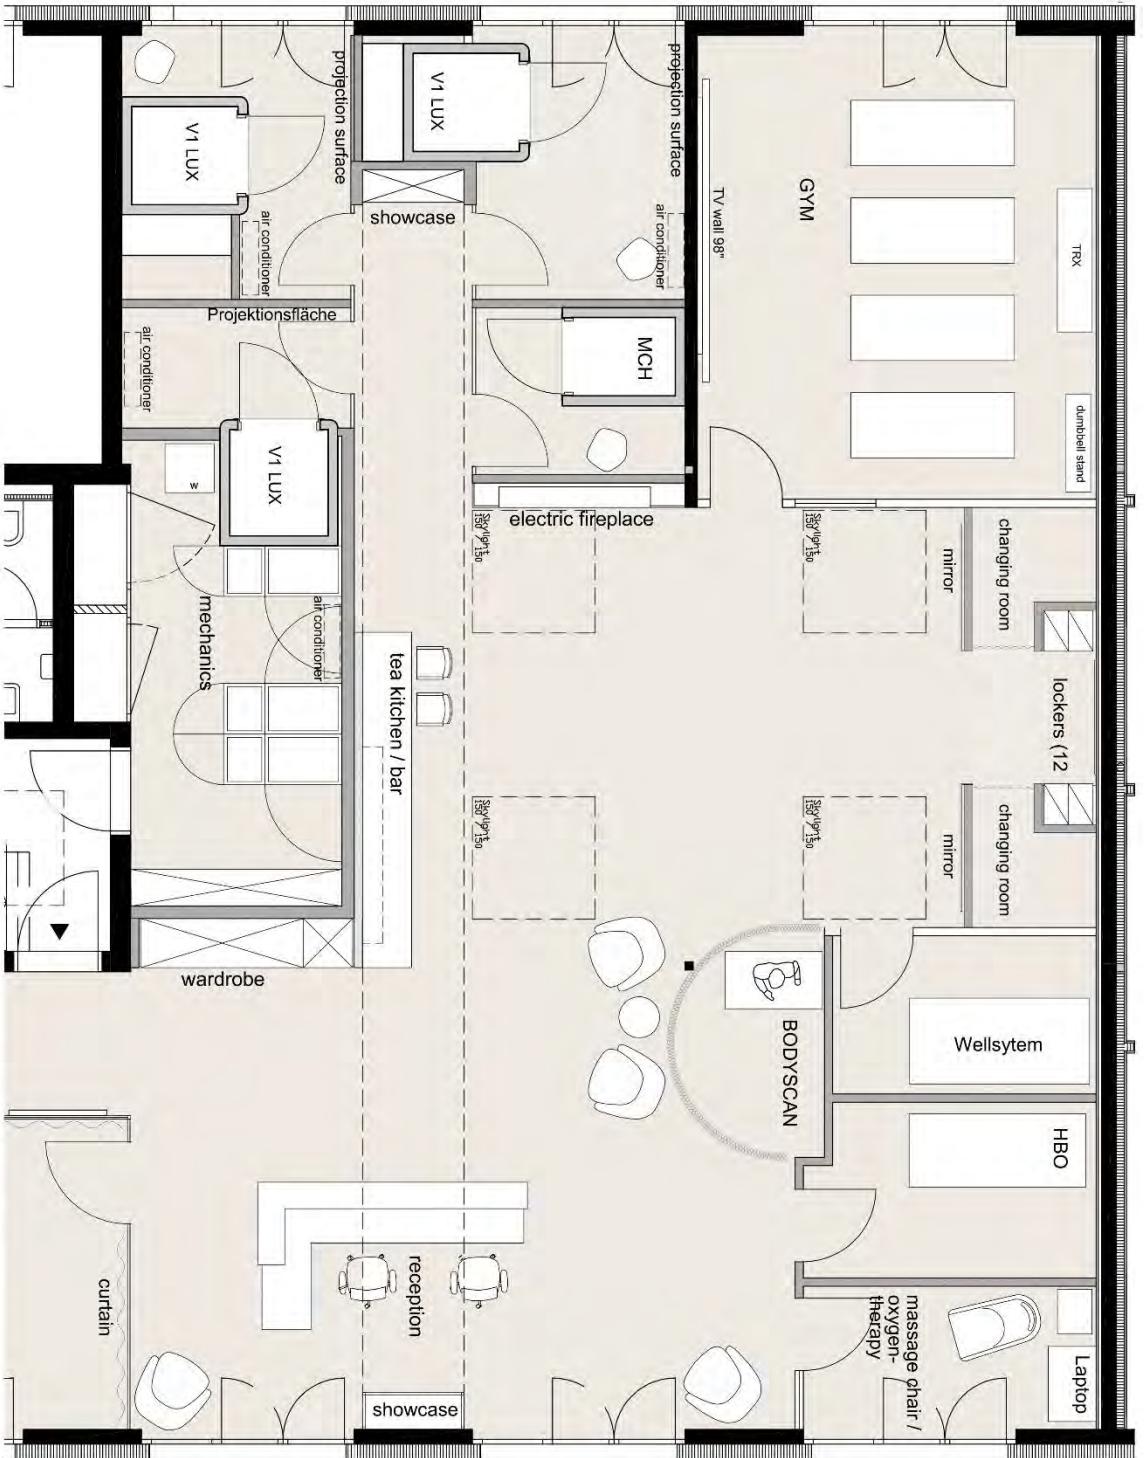 projection surface
V1 LUX
V1 LUX
projection surface
showcase
air conditioner
air conditioner
TV wall 98"
GYM
TRX
Projektionsfläche
air conditioner
MCH
dumbbell stand
V1 LUX
w
electric fireplace
Skylight
150 / 150
Skylight
150 / 150
mirror
changing room
mechanics
air conditioner
tea kitchen / bar
lockers (12
Skylight
150 / 150
Skylight
150 / 150
mirror
changing room
wardrobe
BODYSCAN
Wellsytem
HBO
curtain
reception
massage chair /
oxygen-
therapy
Laptop
showcase